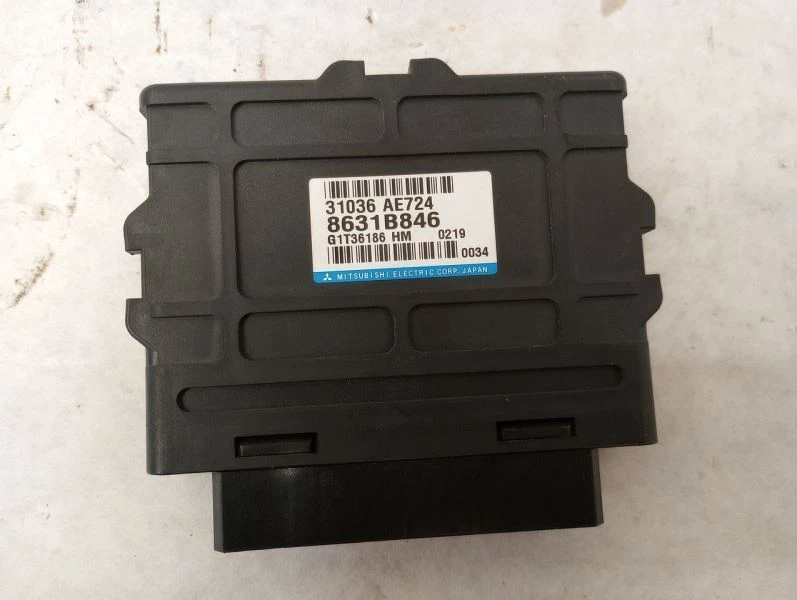 31036 AE724
8631B846
G1T36186 HM 0219
0034
MITSUBISHI ELECTRIC CORP. JAPAN